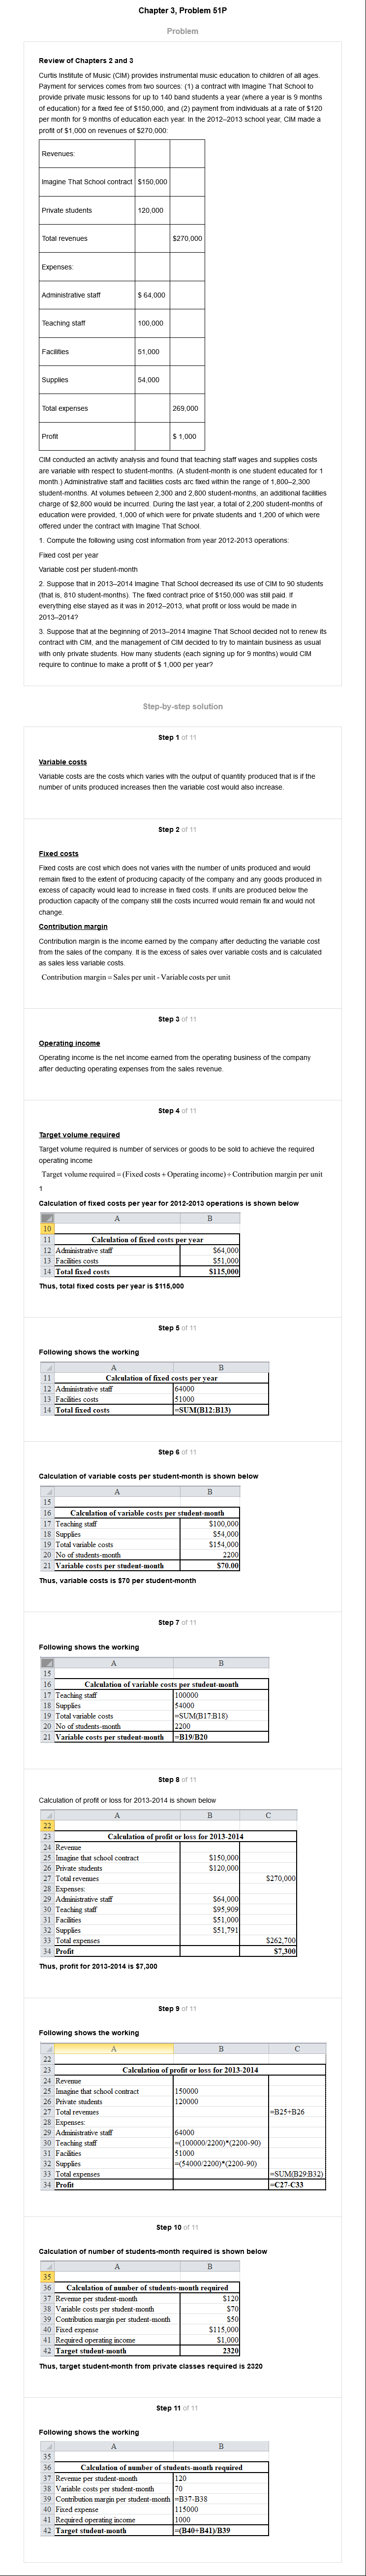 Chapter 3, Problem 51P
Problem
Review of Chapters 2 and 3
Curtis Institute of Music (CIM) provides instrumental music education to children of all ages.
Payment for services comes from two sources: (1) a contract with Imagine That School to
provide private music lessons for up to 140 band students a year (where a year is 9 months
of education) for a fixed fee of $150,000, and (2) payment from individuals at a rate of $120
per month for 9 months of education each year. In the 2012–2013 school year, CIM made a
profit of $1,000 on revenues of $270,000:
Revenues:
Imagine That School contract $150,000
Private students 120,000
Total revenues $270,000
Expenses:
Administrative staff $ 64,000
Teaching staff 100,000
Facilities 51,000
Supplies 54,000
Total expenses 269,000
Profit $ 1,000
CIM conducted an activity analysis and found that teaching staff wages and supplies costs
are variable with respect to student-months. (A student-month is one student educated for 1
month.) Administrative staff and facilities costs arc fixed within the range of 1,800–2,300
student-months. At volumes between 2,300 and 2,800 student-months, an additional facilities
charge of $2,800 would be incurred. During the last year, a total of 2,200 student-months of
education were provided, 1,000 of which were for private students and 1,200 of which were
offered under the contract with Imagine That School.
1. Compute the following using cost information from year 2012-2013 operations:
Fixed cost per year
Variable cost per student-month
2. Suppose that in 2013–2014 Imagine That School decreased its use of CIM to 90 students
(that is, 810 student-months). The fixed contract price of $150,000 was still paid. If
everything else stayed as it was in 2012–2013, what profit or loss would be made in
2013–2014?
3. Suppose that at the beginning of 2013–2014 Imagine That School decided not to renew its
contract with CIM, and the management of CIM decided to try to maintain business as usual
with only private students. How many students (each signing up for 9 months) would CIM
require to continue to make a profit of $ 1,000 per year?
Step-by-step solution
Step 1 of 11
Variable costs
Variable costs are the costs which varies with the output of quantity produced that is if the
number of units produced increases then the variable cost would also increase.
Step 2 of 11
Fixed costs
Fixed costs are cost which does not varies with the number of units produced and would
remain fixed to the extent of producing capacity of the company and any goods produced in
excess of capacity would lead to increase in fixed costs. If units are produced below the
production capacity of the company still the costs incurred would remain fix and would not
change.
Contribution margin
Contribution margin is the income earned by the company after deducting the variable cost
from the sales of the company. It is the excess of sales over variable costs and is calculated
as sales less variable costs.
Contribution margin = Sales per unit - Variable costs per unit
Step 3 of 11
Operating income
Operating income is the net income earned from the operating business of the company
after deducting operating expenses from the sales revenue.
Step 4 of 11
Target volume required
Target volume required is number of services or goods to be sold to achieve the required
operating income
Target volume required = (Fixed costs + Operating income) ÷ Contribution margin per unit
1
Calculation of fixed costs per year for 2012-2013 operations is shown below
A B
10
11 Calculation of fixed costs per year
12 Administrative staff $64,000
13 Facilities costs $51,000
14 Total fixed costs $115,000
Thus, total fixed costs per year is $115,000
Step 5 of 11
Following shows the working
A B
11 Calculation of fixed costs per year
12 Administrative staff 64000
13 Facilities costs 51000
14 Total fixed costs =SUM(B12:B13)
Step 6 of 11
Calculation of variable costs per student-month is shown below
A B
15
16 Calculation of variable costs per student-month
17 Teaching staff $100,000
18 Supplies $54,000
19 Total variable costs $154,000
20 No of students-month 2200
21 Variable costs per student-month $70.00
Thus, variable costs is $70 per student-month
Step 7 of 11
Following shows the working
A B
15
16 Calculation of variable costs per student-month
17 Teaching staff 100000
18 Supplies 54000
19 Total variable costs =SUM(B17:B18)
20 No of students-month 2200
21 Variable costs per student-month =B19/B20
Step 8 of 11
Calculation of profit or loss for 2013-2014 is shown below
A B C
22
23 Calculation of profit or loss for 2013-2014
24 Revenue
25 Imagine that school contract $150,000
26 Private students $120,000
27 Total revenues $270,000
28 Expenses:
29 Administrative staff $64,000
30 Teaching staff $95,909
31 Facilities $51,000
32 Supplies $51,791
33 Total expenses $262,700
34 Profit $7,300
Thus, profit for 2013-2014 is $7,300
Step 9 of 11
Following shows the working
A B C
22
23 Calculation of profit or loss for 2013-2014
24 Revenue
25 Imagine that school contract 150000
26 Private students 120000
27 Total revenues =B25+B26
28 Expenses:
29 Administrative staff 64000
30 Teaching staff =(100000/2200)*(2200-90)
31 Facilities 51000
32 Supplies =(54000/2200)*(2200-90)
33 Total expenses =SUM(B29:B32)
34 Profit =C27-C33
Step 10 of 11
Calculation of number of students-month required is shown below
A B
35
36 Calculation of number of students-month required
37 Revenue per student-month $120
38 Variable costs per student-month $70
39 Contribution margin per student-month $50
40 Fixed expense $115,000
41 Required operating income $1,000
42 Target student-month 2320
Thus, target student-month from private classes required is 2320
Step 11 of 11
Following shows the working
A B
35
36 Calculation of number of students-month required
37 Revenue per student-month 120
38 Variable costs per student-month 70
39 Contribution margin per student-month =B37-B38
40 Fixed expense 115000
41 Required operating income 1000
42 Target student-month =(B40+B41)/B39